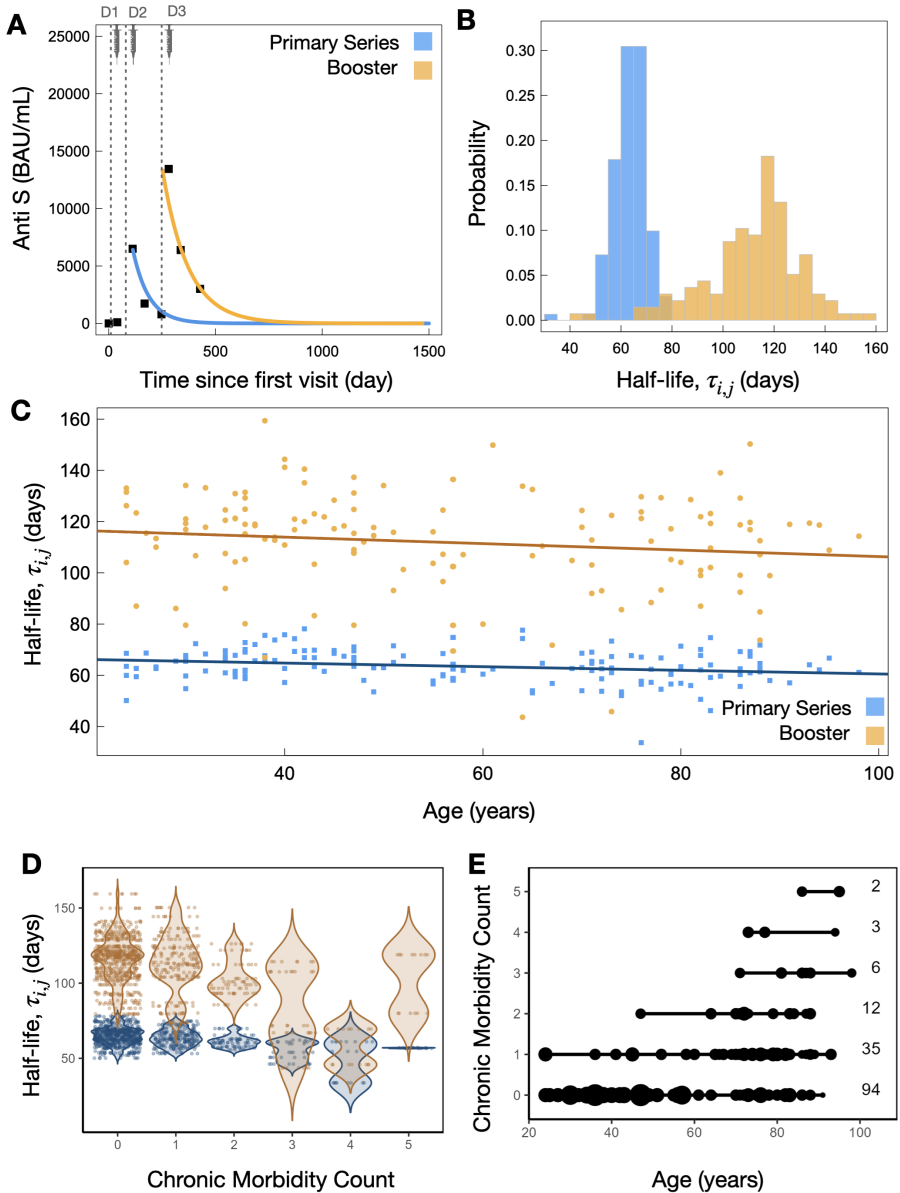 A
D1 D2 D3
Primary Series
Booster
25000
20000
15000
10000
5000
0
Anti S (BAU/mL)
0 500 1000 1500
Time since first visit (day)
B
0.30
0.25
0.20
0.15
0.10
0.05
0.00
Probability
40 60 80 100 120 140 160
Half-life, τi,j (days)
C
160
140
120
100
80
60
40
Half-life, τi,j (days)
Primary Series
Booster
40 60 80 100
Age (years)
D
150
100
50
Half-life, τi,j (days)
0 1 2 3 4 5
Chronic Morbidity Count
E
Chronic Morbidity Count
5 2
4 3
3 6
2 12
1 35
0 94
20 40 60 80 100
Age (years)